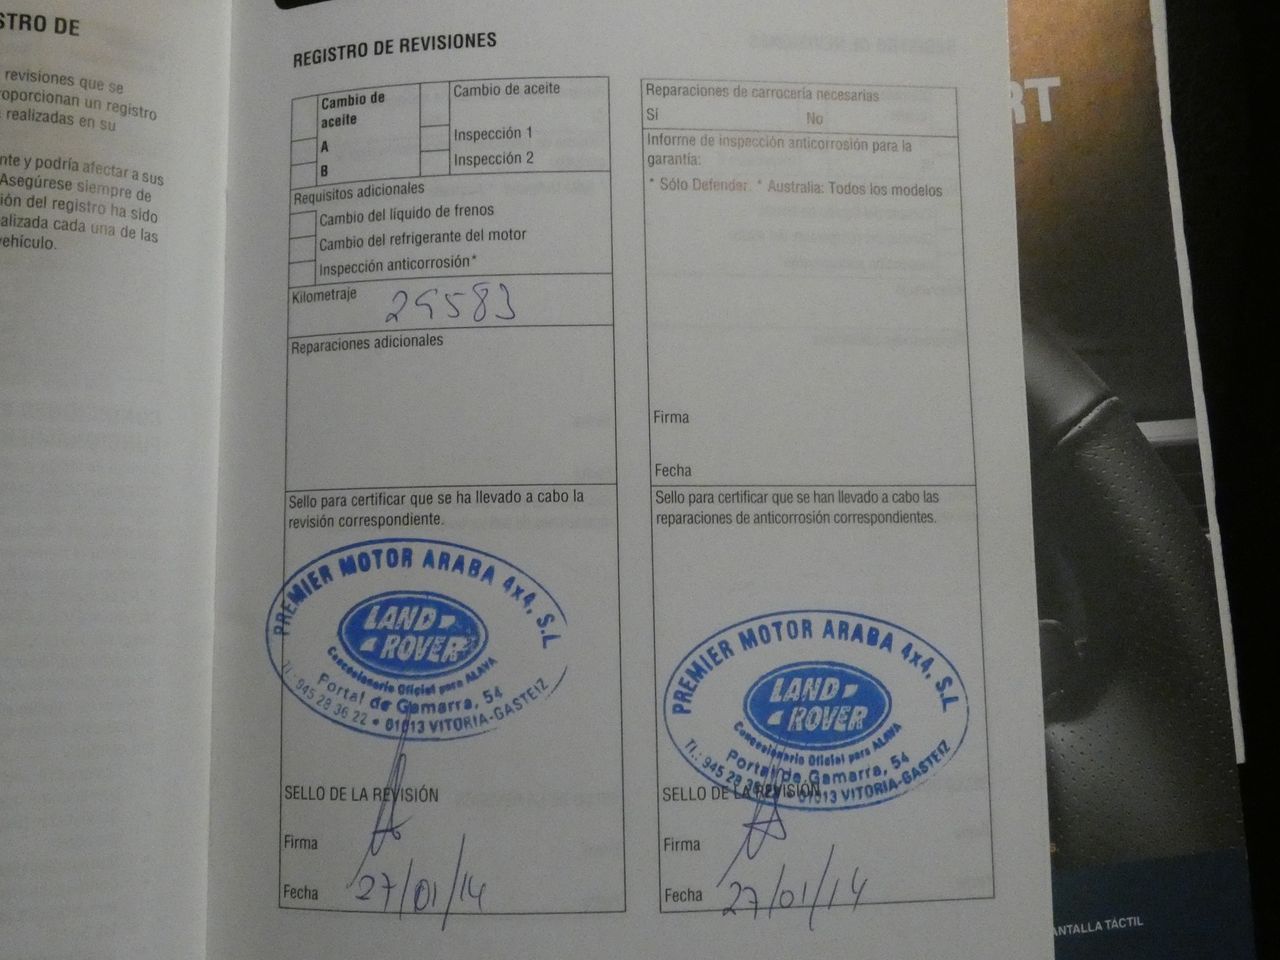 STRO DE
revisiones que se
roporcionan un registro
realizadas en su
nte y podría afectar a sus
Asegúrese siempre de
ión del registro ha sido
alizada cada una de las
vehículo.
REGISTRO DE REVISIONES
Cambio de aceite
A
B
Cambio de aceite
Inspección 1
Inspección 2
Requisitos adicionales
Cambio del líquido de frenos
Cambio del refrigerante del motor
Inspección anticorrosión*
Kilometraje 29583
Reparaciones adicionales
Sello para certificar que se ha llevado a cabo la
revisión correspondiente.
PREMIER MOTOR ARABA 4x4, S.L
LAND
ROVER
Concesionario Oficial para ALAVA
Portal de Gamarra, 54
Tl.: 945 28 36 22 • 01013 VITORIA-GASTEIZ
SELLO DE LA REVISIÓN
Firma
Fecha 27/01/14
Reparaciones de carrocería necesarias
Sí No
Informe de inspección anticorrosión para la
garantía:
* Sólo Defender. * Australia: Todos los modelos
Firma
Fecha
Sello para certificar que se han llevado a cabo las
reparaciones de anticorrosión correspondientes.
PREMIER MOTOR ARABA 4x4, S.L
LAND
ROVER
Concesionario Oficial para ALAVA
Portal de Gamarra, 54
Tl.: 945 28 36 22 • 01013 VITORIA-GASTEIZ
SELLO DE LA REVISIÓN
Firma
Fecha 27/01/14
RT
ANTALLA TÁCTIL